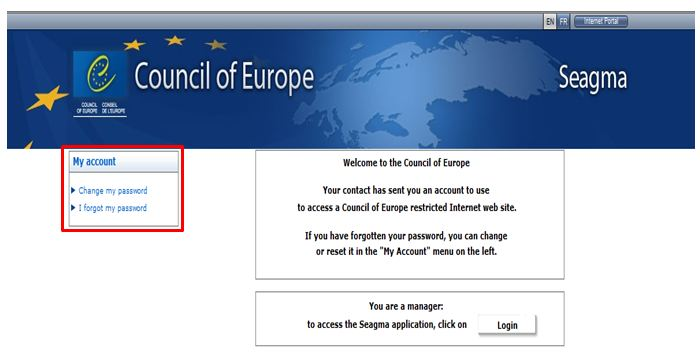 EN FR Internet Portal
Council of Europe
Seagma
COUNCIL CONSEIL
OF EUROPE DE L'EUROPE
My account
Change my password
I forgot my password
Welcome to the Council of Europe
Your contact has sent you an account to use
to access a Council of Europe restricted Internet web site.
If you have forgotten your password, you can change
or reset it in the "My Account" menu on the left.
You are a manager:
to access the Seagma application, click on Login